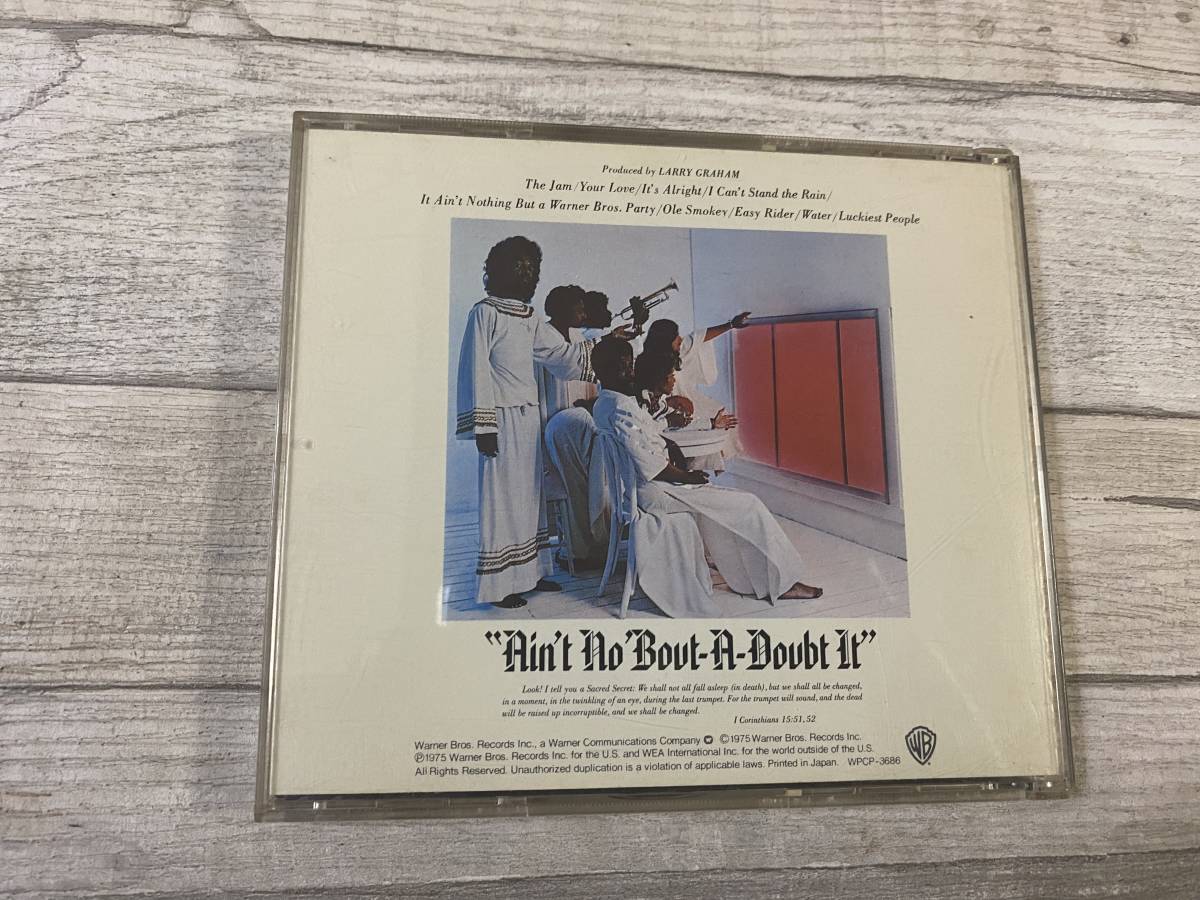 Produced by LARRY GRAHAM
The Jam/Your Love/It's Alright/I Can't Stand the Rain/
It Ain't Nothing But a Warner Bros. Party/Ole Smokey/Easy Rider/Water/Luckiest People
"Ain't No 'Bout-A-Doubt It"
Look! I tell you a Sacred Secret: We shall not all fall asleep (in death), but we shall all be changed,
in a moment, in the twinkling of an eye, during the last trumpet. For the trumpet will sound, and the dead
will be raised up incorruptible, and we shall be changed.
I Corinthians 15:51,52
Warner Bros. Records Inc., a Warner Communications Company ©1975 Warner Bros. Records Inc.
℗1975 Warner Bros. Records Inc. for the U.S. and WEA International Inc. for the world outside of the U.S.
All Rights Reserved. Unauthorized duplication is a violation of applicable laws. Printed in Japan. WPCP-3686
WB